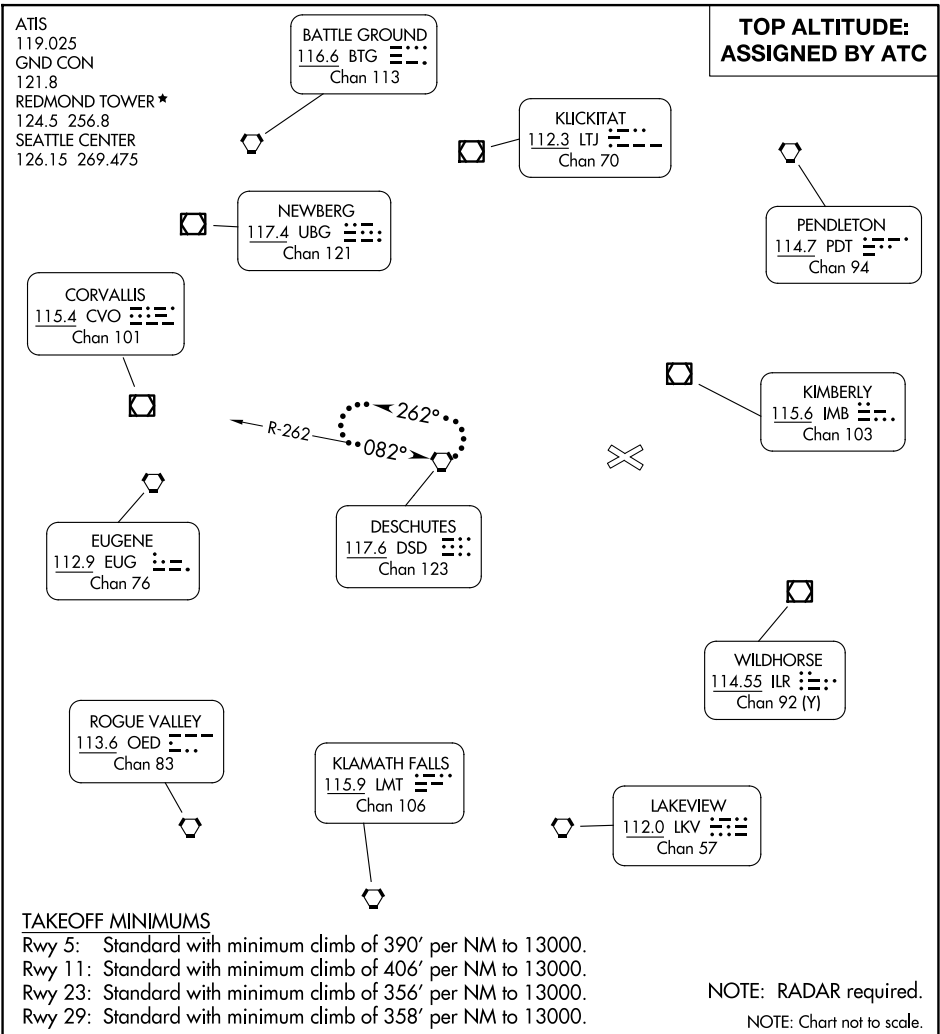 ATIS
119.025
GND CON
121.8
REDMOND TOWER ★
124.5 256.8
SEATTLE CENTER
126.15 269.475
TOP ALTITUDE:
ASSIGNED BY ATC
BATTLE GROUND
116.6 BTG
Chan 113
KLICKITAT
112.3 LTJ
Chan 70
NEWBERG
117.4 UBG
Chan 121
PENDLETON
114.7 PDT
Chan 94
CORVALLIS
115.4 CVO
Chan 101
KIMBERLY
115.6 IMB
Chan 103
262°
R-262
082°
EUGENE
112.9 EUG
Chan 76
DESCHUTES
117.6 DSD
Chan 123
WILDHORSE
114.55 ILR
Chan 92 (Y)
ROGUE VALLEY
113.6 OED
Chan 83
KLAMATH FALLS
115.9 LMT
Chan 106
LAKEVIEW
112.0 LKV
Chan 57
TAKEOFF MINIMUMS
Rwy 5: Standard with minimum climb of 390' per NM to 13000.
Rwy 11: Standard with minimum climb of 406' per NM to 13000.
Rwy 23: Standard with minimum climb of 356' per NM to 13000.
Rwy 29: Standard with minimum climb of 358' per NM to 13000.
NOTE: RADAR required.
NOTE: Chart not to scale.